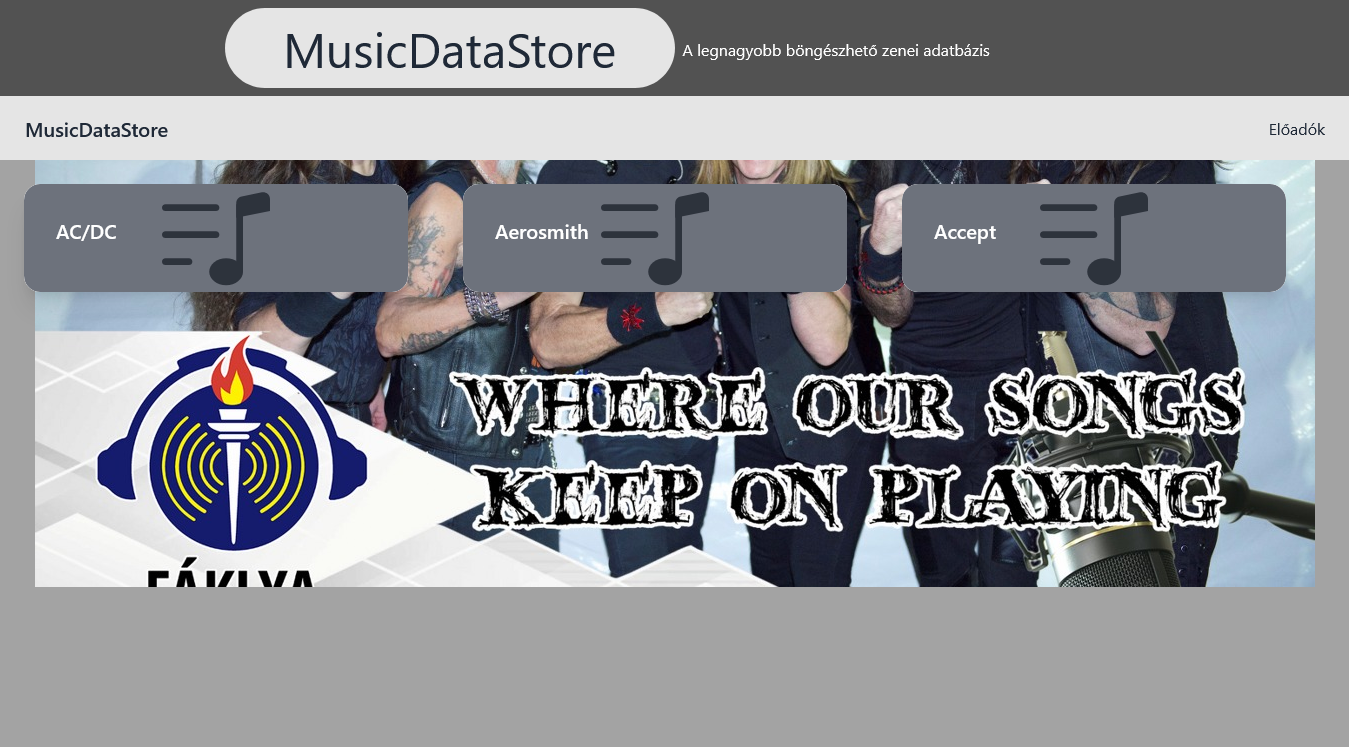 MusicDataStore
A legnagyobb böngészhető zenei adatbázis
MusicDataStore
Előadók
AC/DC
Aerosmith
Accept
WHERE OUR SONGS
KEEP ON PLAYING
FÁKLYA